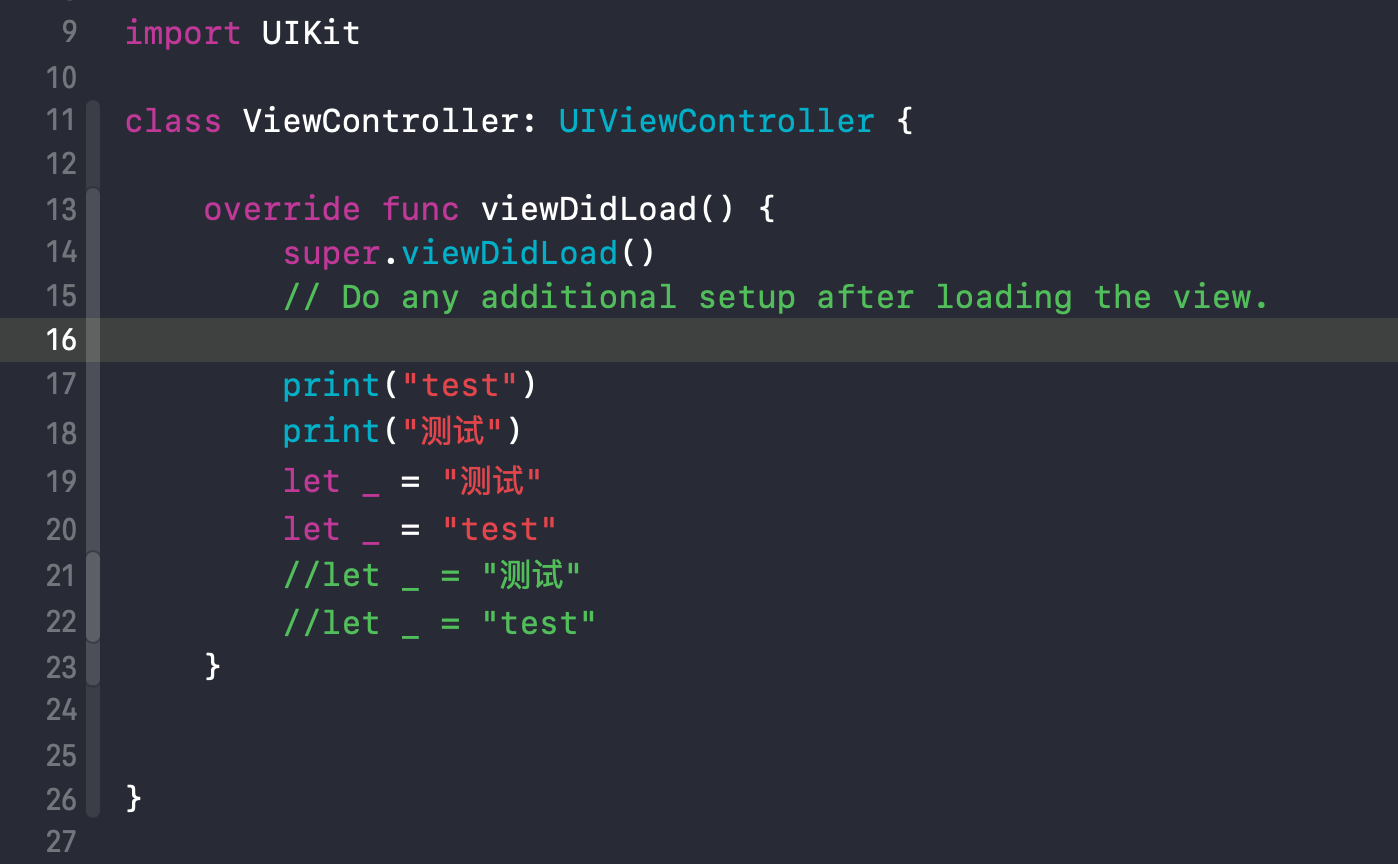 9 import UIKit
10
11 class ViewController: UIViewController {
12
13     override func viewDidLoad() {
14         super.viewDidLoad()
15         // Do any additional setup after loading the view.
16
17         print("test")
18         print("测试")
19         let _ = "测试"
20         let _ = "test"
21         //let _ = "测试"
22         //let _ = "test"
23     }
24
25
26 }
27